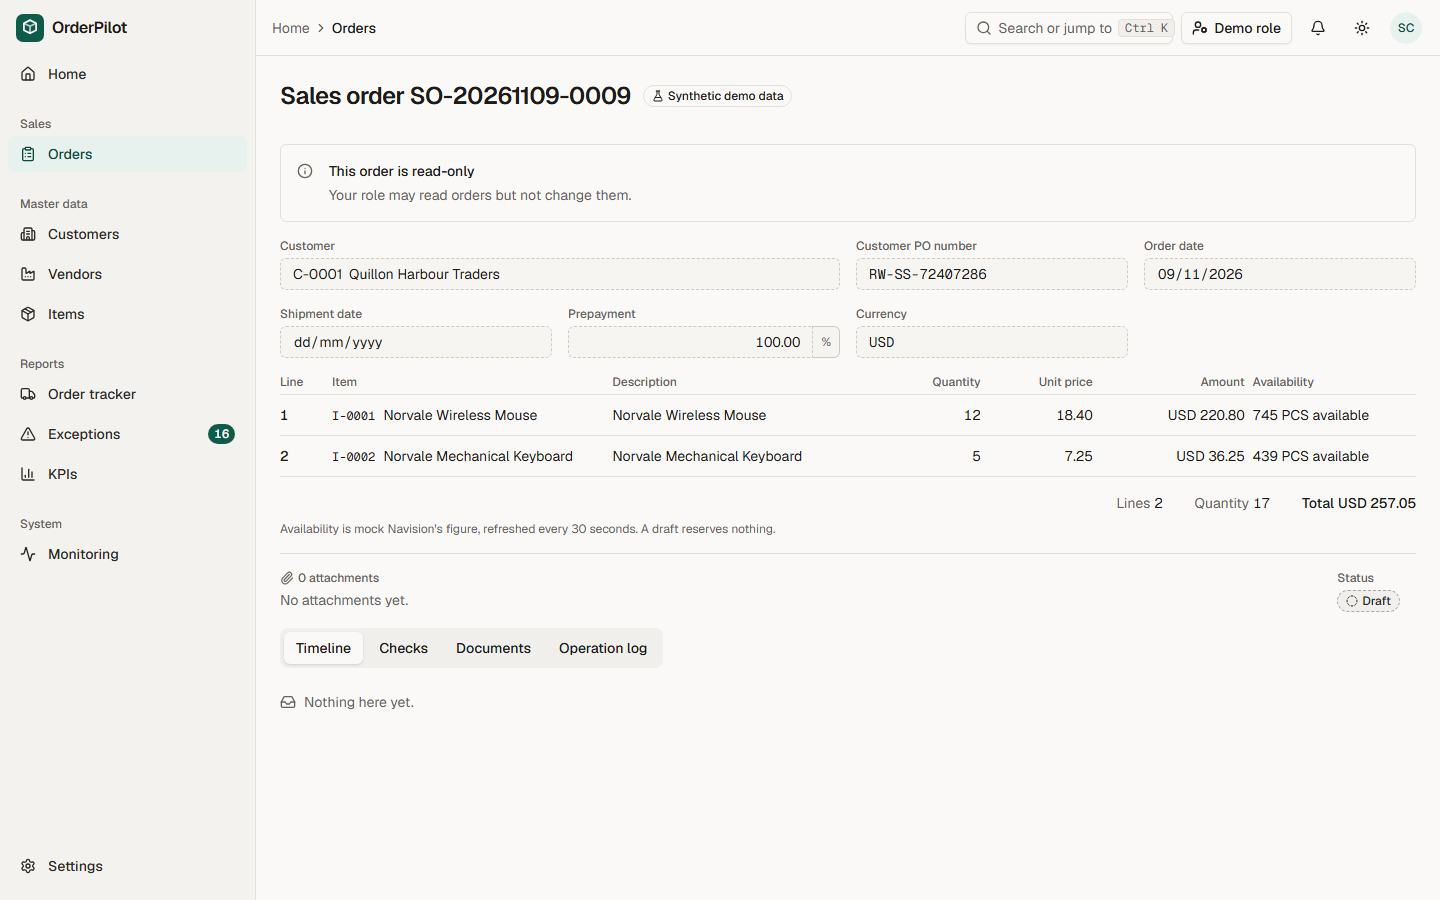 OrderPilot
Home
Sales
Orders
Master data
Customers
Vendors
Items
Reports
Order tracker
Exceptions 16
KPIs
System
Monitoring
Settings
Home > Orders
Search or jump to Ctrl K
Demo role
SC
Sales order SO-20261109-0009 Synthetic demo data
This order is read-only
Your role may read orders but not change them.
Customer Customer PO number Order date
C-0001 Quillon Harbour Traders RW-SS-72407286 09/11/2026
Shipment date Prepayment Currency
dd/mm/yyyy 100.00 % USD
Line Item Description Quantity Unit price Amount Availability
1 I-0001 Norvale Wireless Mouse Norvale Wireless Mouse 12 18.40 USD 220.80 745 PCS available
2 I-0002 Norvale Mechanical Keyboard Norvale Mechanical Keyboard 5 7.25 USD 36.25 439 PCS available
Lines 2 Quantity 17 Total USD 257.05
Availability is mock Navision's figure, refreshed every 30 seconds. A draft reserves nothing.
0 attachments Status
No attachments yet. Draft
Timeline Checks Documents Operation log
Nothing here yet.